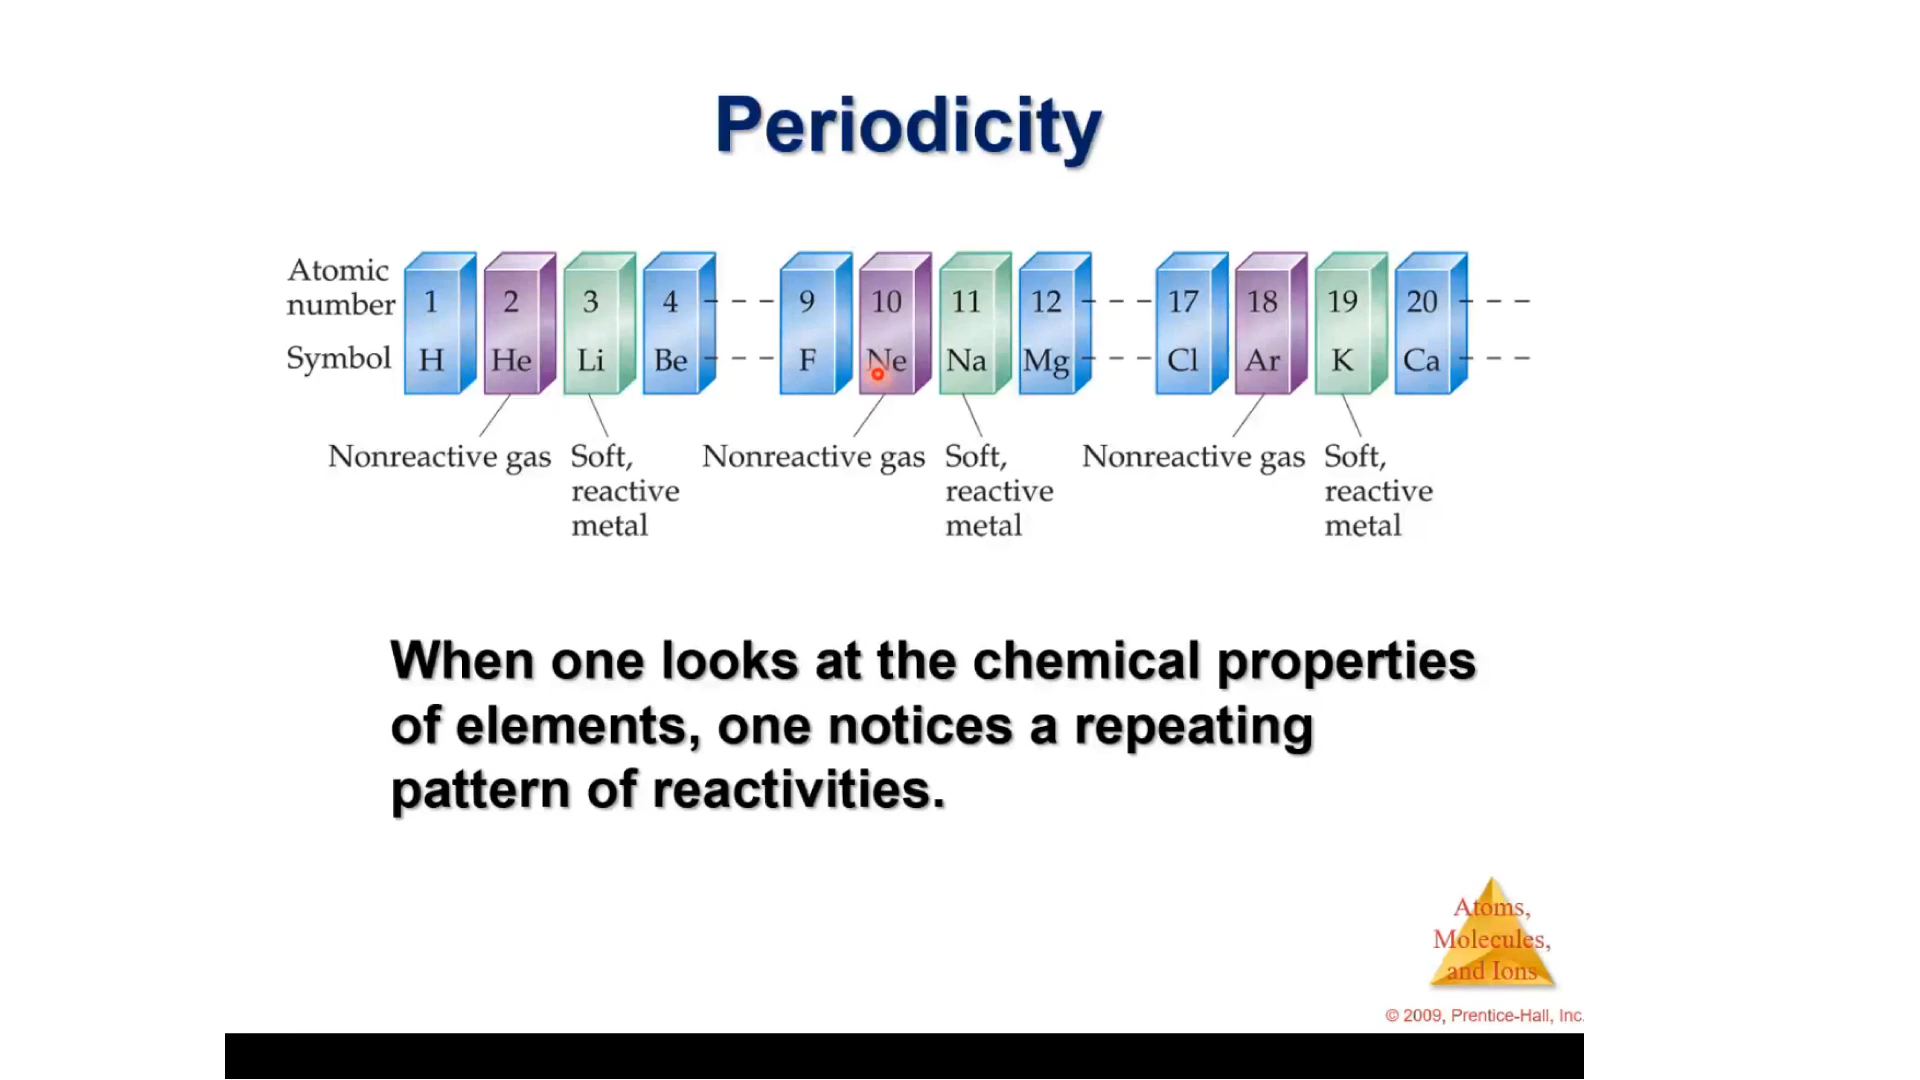 Periodicity
Atomic number 1 2 3 4 9 10 11 12 17 18 19 20
Symbol H He Li Be F Ne Na Mg Cl Ar K Ca
Nonreactive gas
Soft,
reactive
metal
Nonreactive gas
Soft,
reactive
metal
Nonreactive gas
Soft,
reactive
metal
When one looks at the chemical properties
of elements, one notices a repeating
pattern of reactivities.
Atoms,
Molecules,
and Ions
© 2009, Prentice-Hall, Inc.